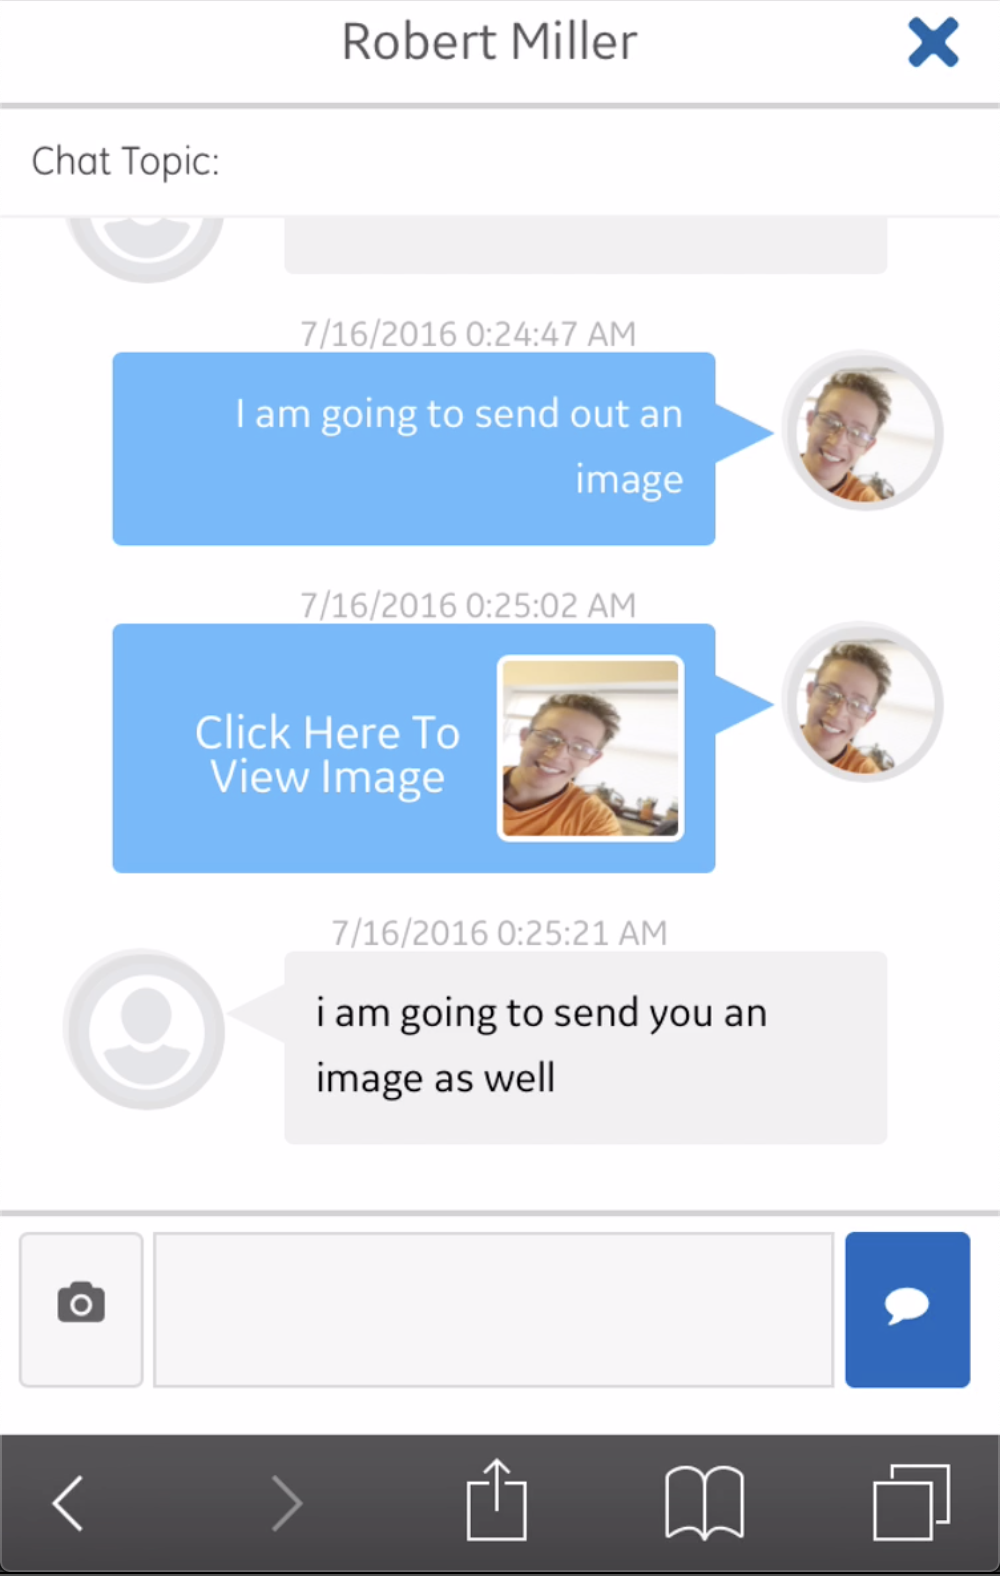 Robert Miller
Chat Topic:
7/16/2016 0:24:47 AM
I am going to send out an
image
7/16/2016 0:25:02 AM
Click Here To
View Image
7/16/2016 0:25:21 AM
i am going to send you an
image as well